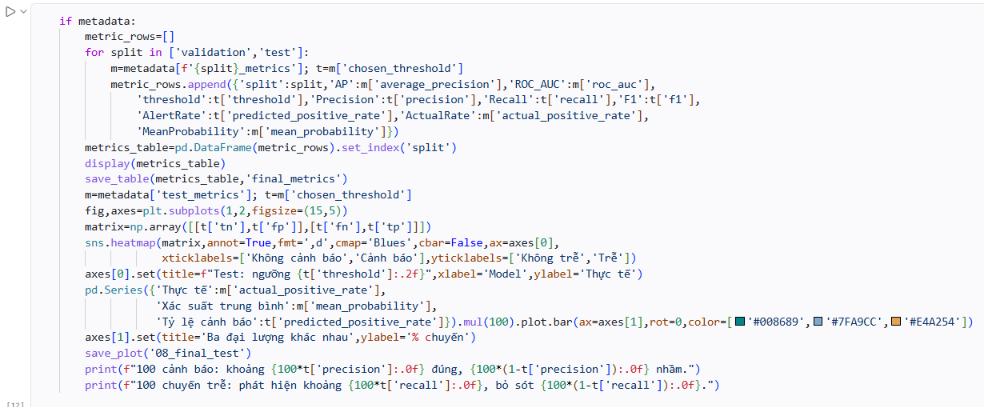 if metadata:
    metric_rows=[]
    for split in ['validation','test']:
        m=metadata[f'{split}_metrics']; t=m['chosen_threshold']
        metric_rows.append({'split':split,'AP':m['average_precision'],'ROC_AUC':m['roc_auc'],
            'threshold':t['threshold'],'Precision':t['precision'],'Recall':t['recall'],'F1':t['f1'],
            'AlertRate':t['predicted_positive_rate'],'ActualRate':m['actual_positive_rate'],
            'MeanProbability':m['mean_probability']})
    metrics_table=pd.DataFrame(metric_rows).set_index('split')
    display(metrics_table)
    save_table(metrics_table,'final_metrics')
    m=metadata['test_metrics']; t=m['chosen_threshold']
    fig,axes=plt.subplots(1,2,figsize=(15,5))
    matrix=np.array([[t['tn'],t['fp']],[t['fn'],t['tp']]])
    sns.heatmap(matrix,annot=True,fmt=',d',cmap='Blues',cbar=False,ax=axes[0],
                xticklabels=['Không cảnh báo','Cảnh báo'],yticklabels=['Không trễ','Trễ'])
    axes[0].set(title=f"Test: ngưỡng {t['threshold']:.2f}",xlabel='Model',ylabel='Thực tế')
    pd.Series({'Thực tế':m['actual_positive_rate'],
               'Xác suất trung bình':m['mean_probability'],
               'Tỷ lệ cảnh báo':t['predicted_positive_rate']}).mul(100).plot.bar(ax=axes[1],rot=0,color=['#008689','#7FA9CC','#E4A254'])
    axes[1].set(title='Ba đại lượng khác nhau',ylabel='% chuyến')
    save_plot('08_final_test')
    print(f"100 cảnh báo: khoảng {100*t['precision']:.0f} đúng, {100*(1-t['precision']):.0f} nhầm.")
    print(f"100 chuyến trễ: phát hiện khoảng {100*t['recall']:.0f}, bỏ sót {100*(1-t['recall']):.0f}.")